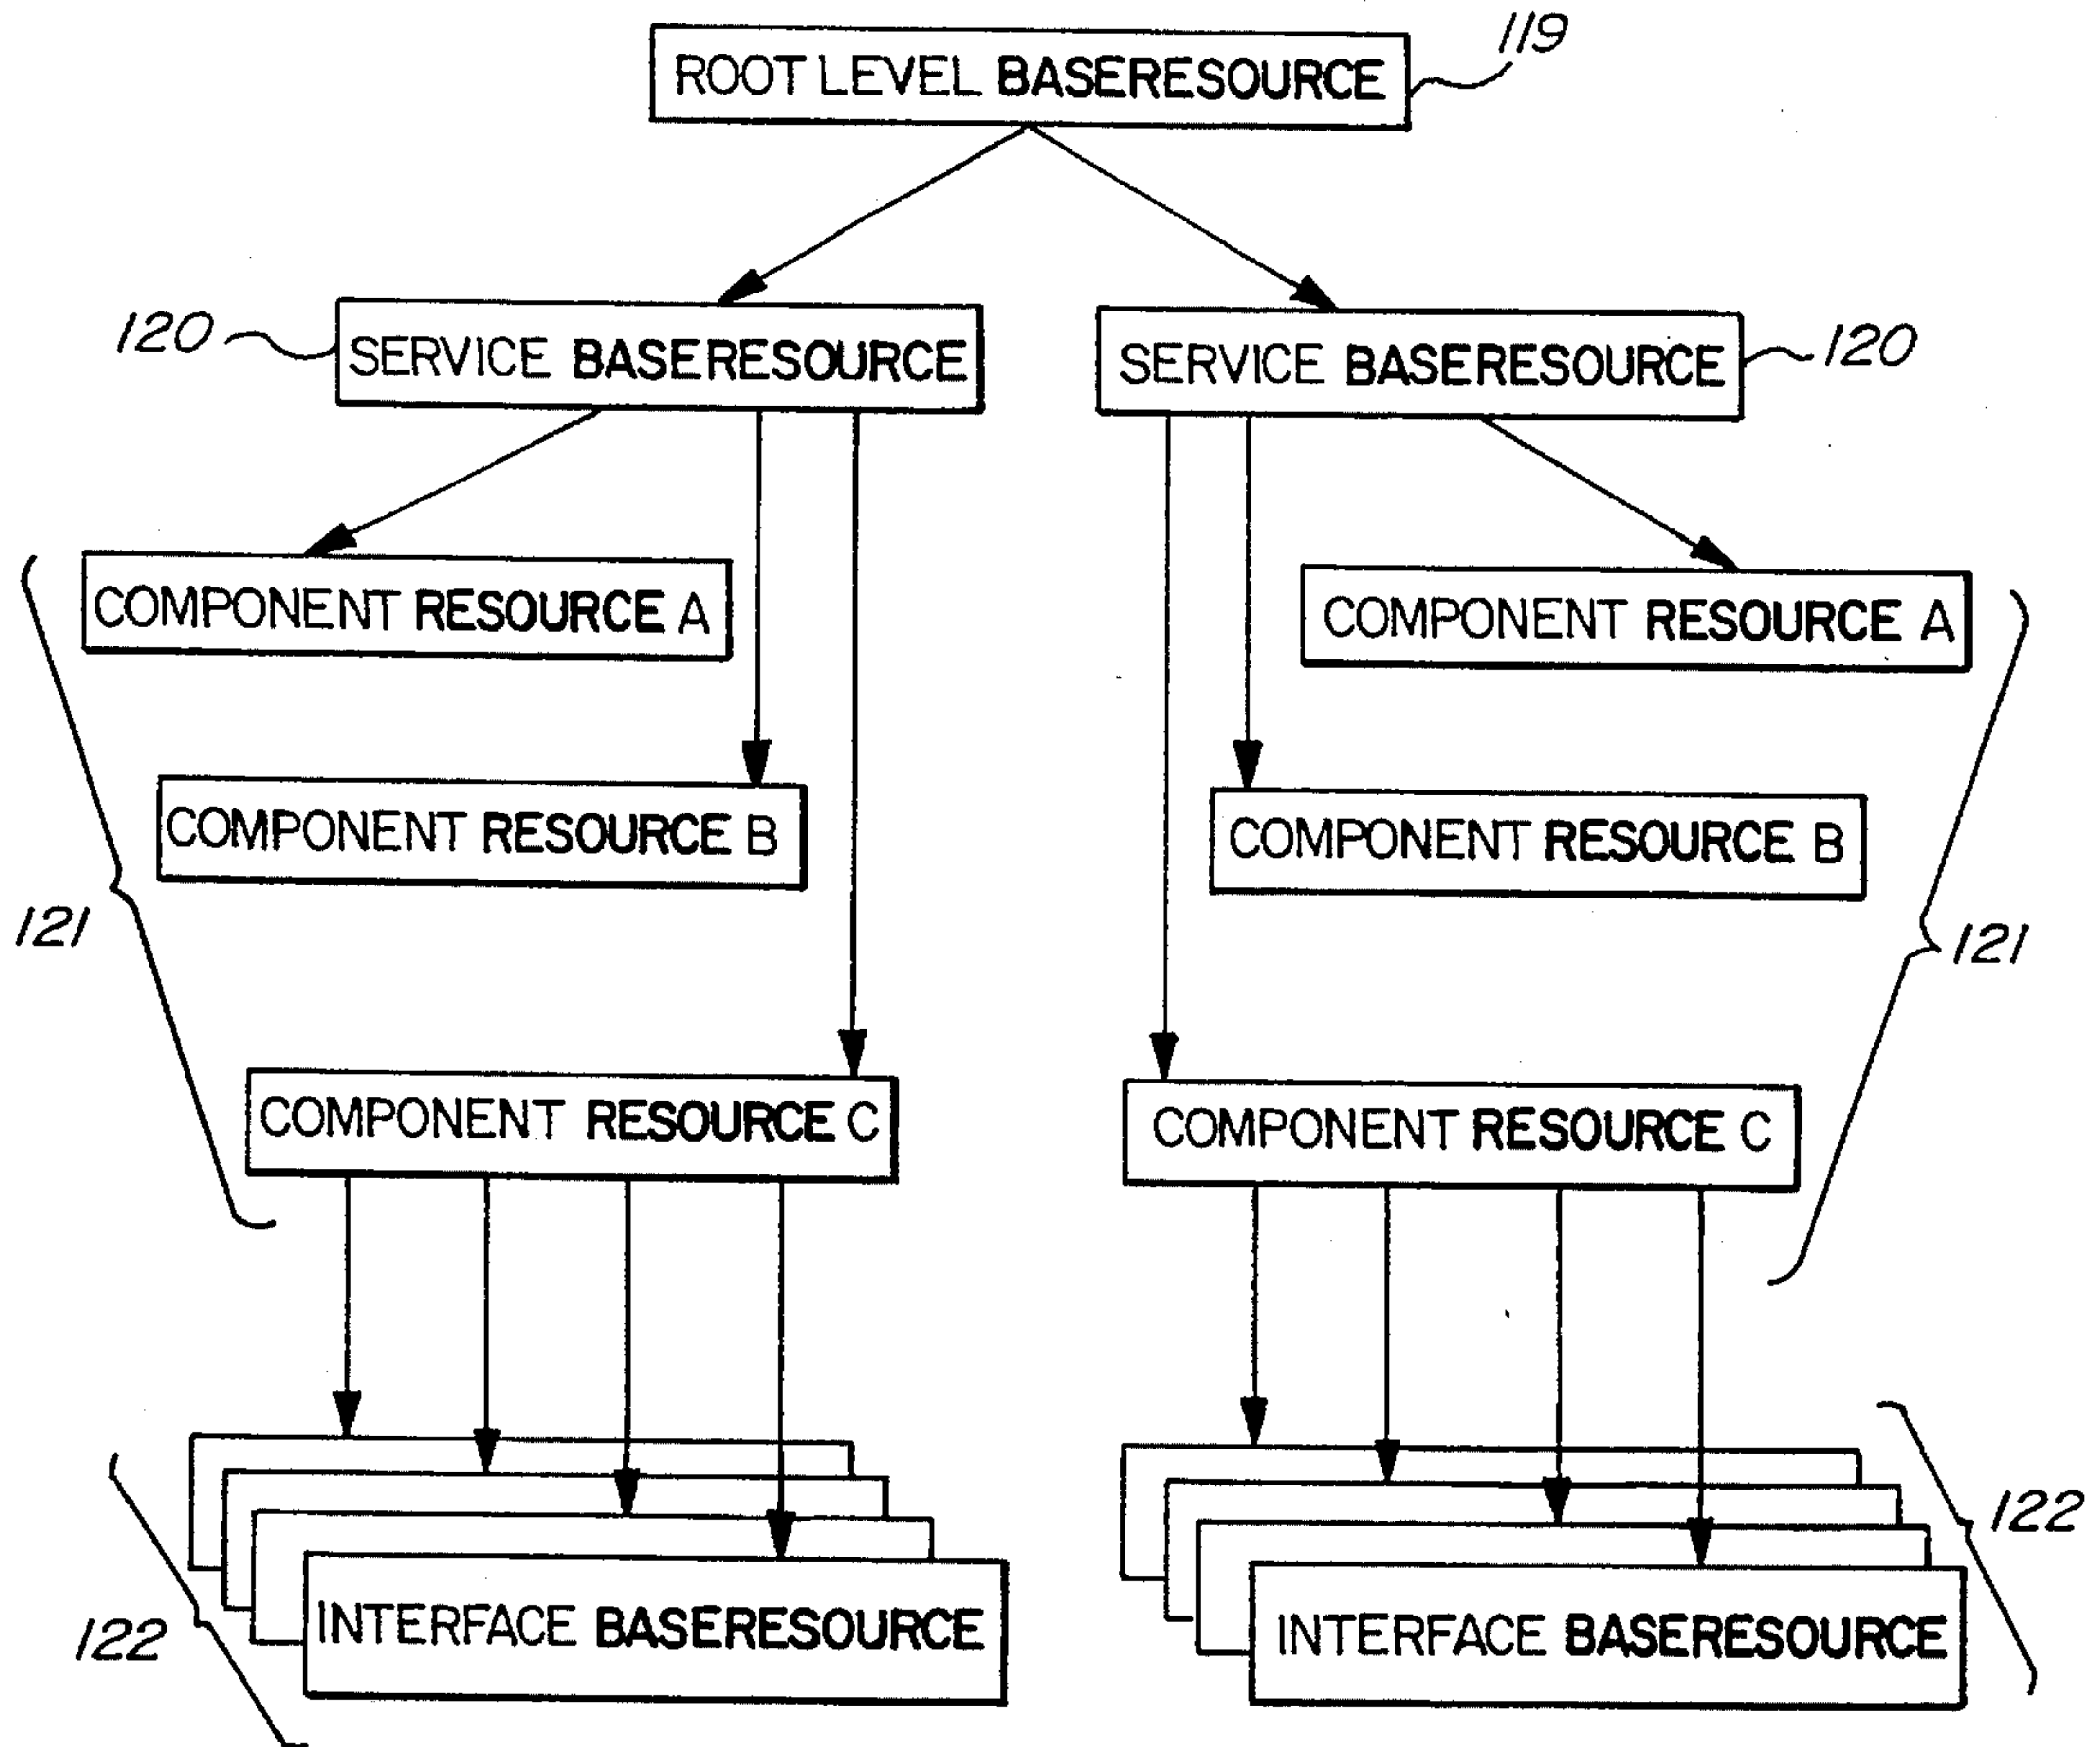 119
ROOT LEVEL BASERESOURCE
120
SERVICE BASERESOURCE
SERVICE BASERESOURCE
120
COMPONENT RESOURCE A
COMPONENT RESOURCE A
COMPONENT RESOURCE B
COMPONENT RESOURCE B
121
121
COMPONENT RESOURCE C
COMPONENT RESOURCE C
122
INTERFACE BASERESOURCE
INTERFACE BASERESOURCE
122